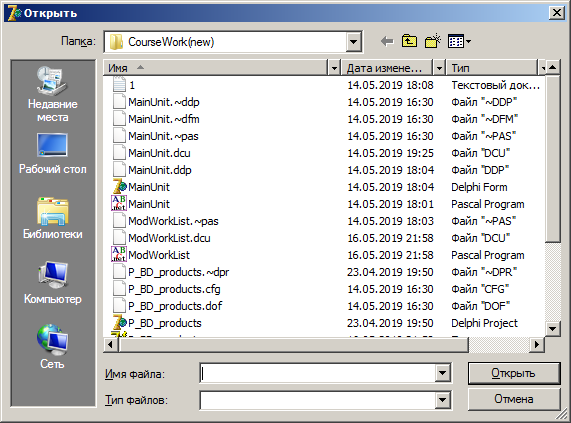 Открыть
Папка: CourseWork(new)
Недавние места
Рабочий стол
Библиотеки
Компьютер
Сеть
Имя Дата измене... Тип
1 14.05.2019 18:08 Текстовый док...
MainUnit.~ddp 14.05.2019 16:30 Файл "~DDP"
MainUnit.~dfm 14.05.2019 16:30 Файл "~DFM"
MainUnit.~pas 14.05.2019 16:30 Файл "~PAS"
MainUnit.dcu 14.05.2019 19:25 Файл "DCU"
MainUnit.ddp 14.05.2019 18:04 Файл "DDP"
MainUnit 14.05.2019 18:04 Delphi Form
MainUnit 14.05.2019 18:01 Pascal Program
ModWorkList.~pas 14.05.2019 18:03 Файл "~PAS"
ModWorkList.dcu 16.05.2019 21:58 Файл "DCU"
ModWorkList 16.05.2019 21:58 Pascal Program
P_BD_products.~dpr 23.04.2019 19:50 Файл "~DPR"
P_BD_products.cfg 14.05.2019 16:30 Файл "CFG"
P_BD_products.dof 14.05.2019 16:30 Файл "DOF"
P_BD_products 23.04.2019 19:50 Delphi Project
Имя файла: Открыть
Тип файлов: Отмена